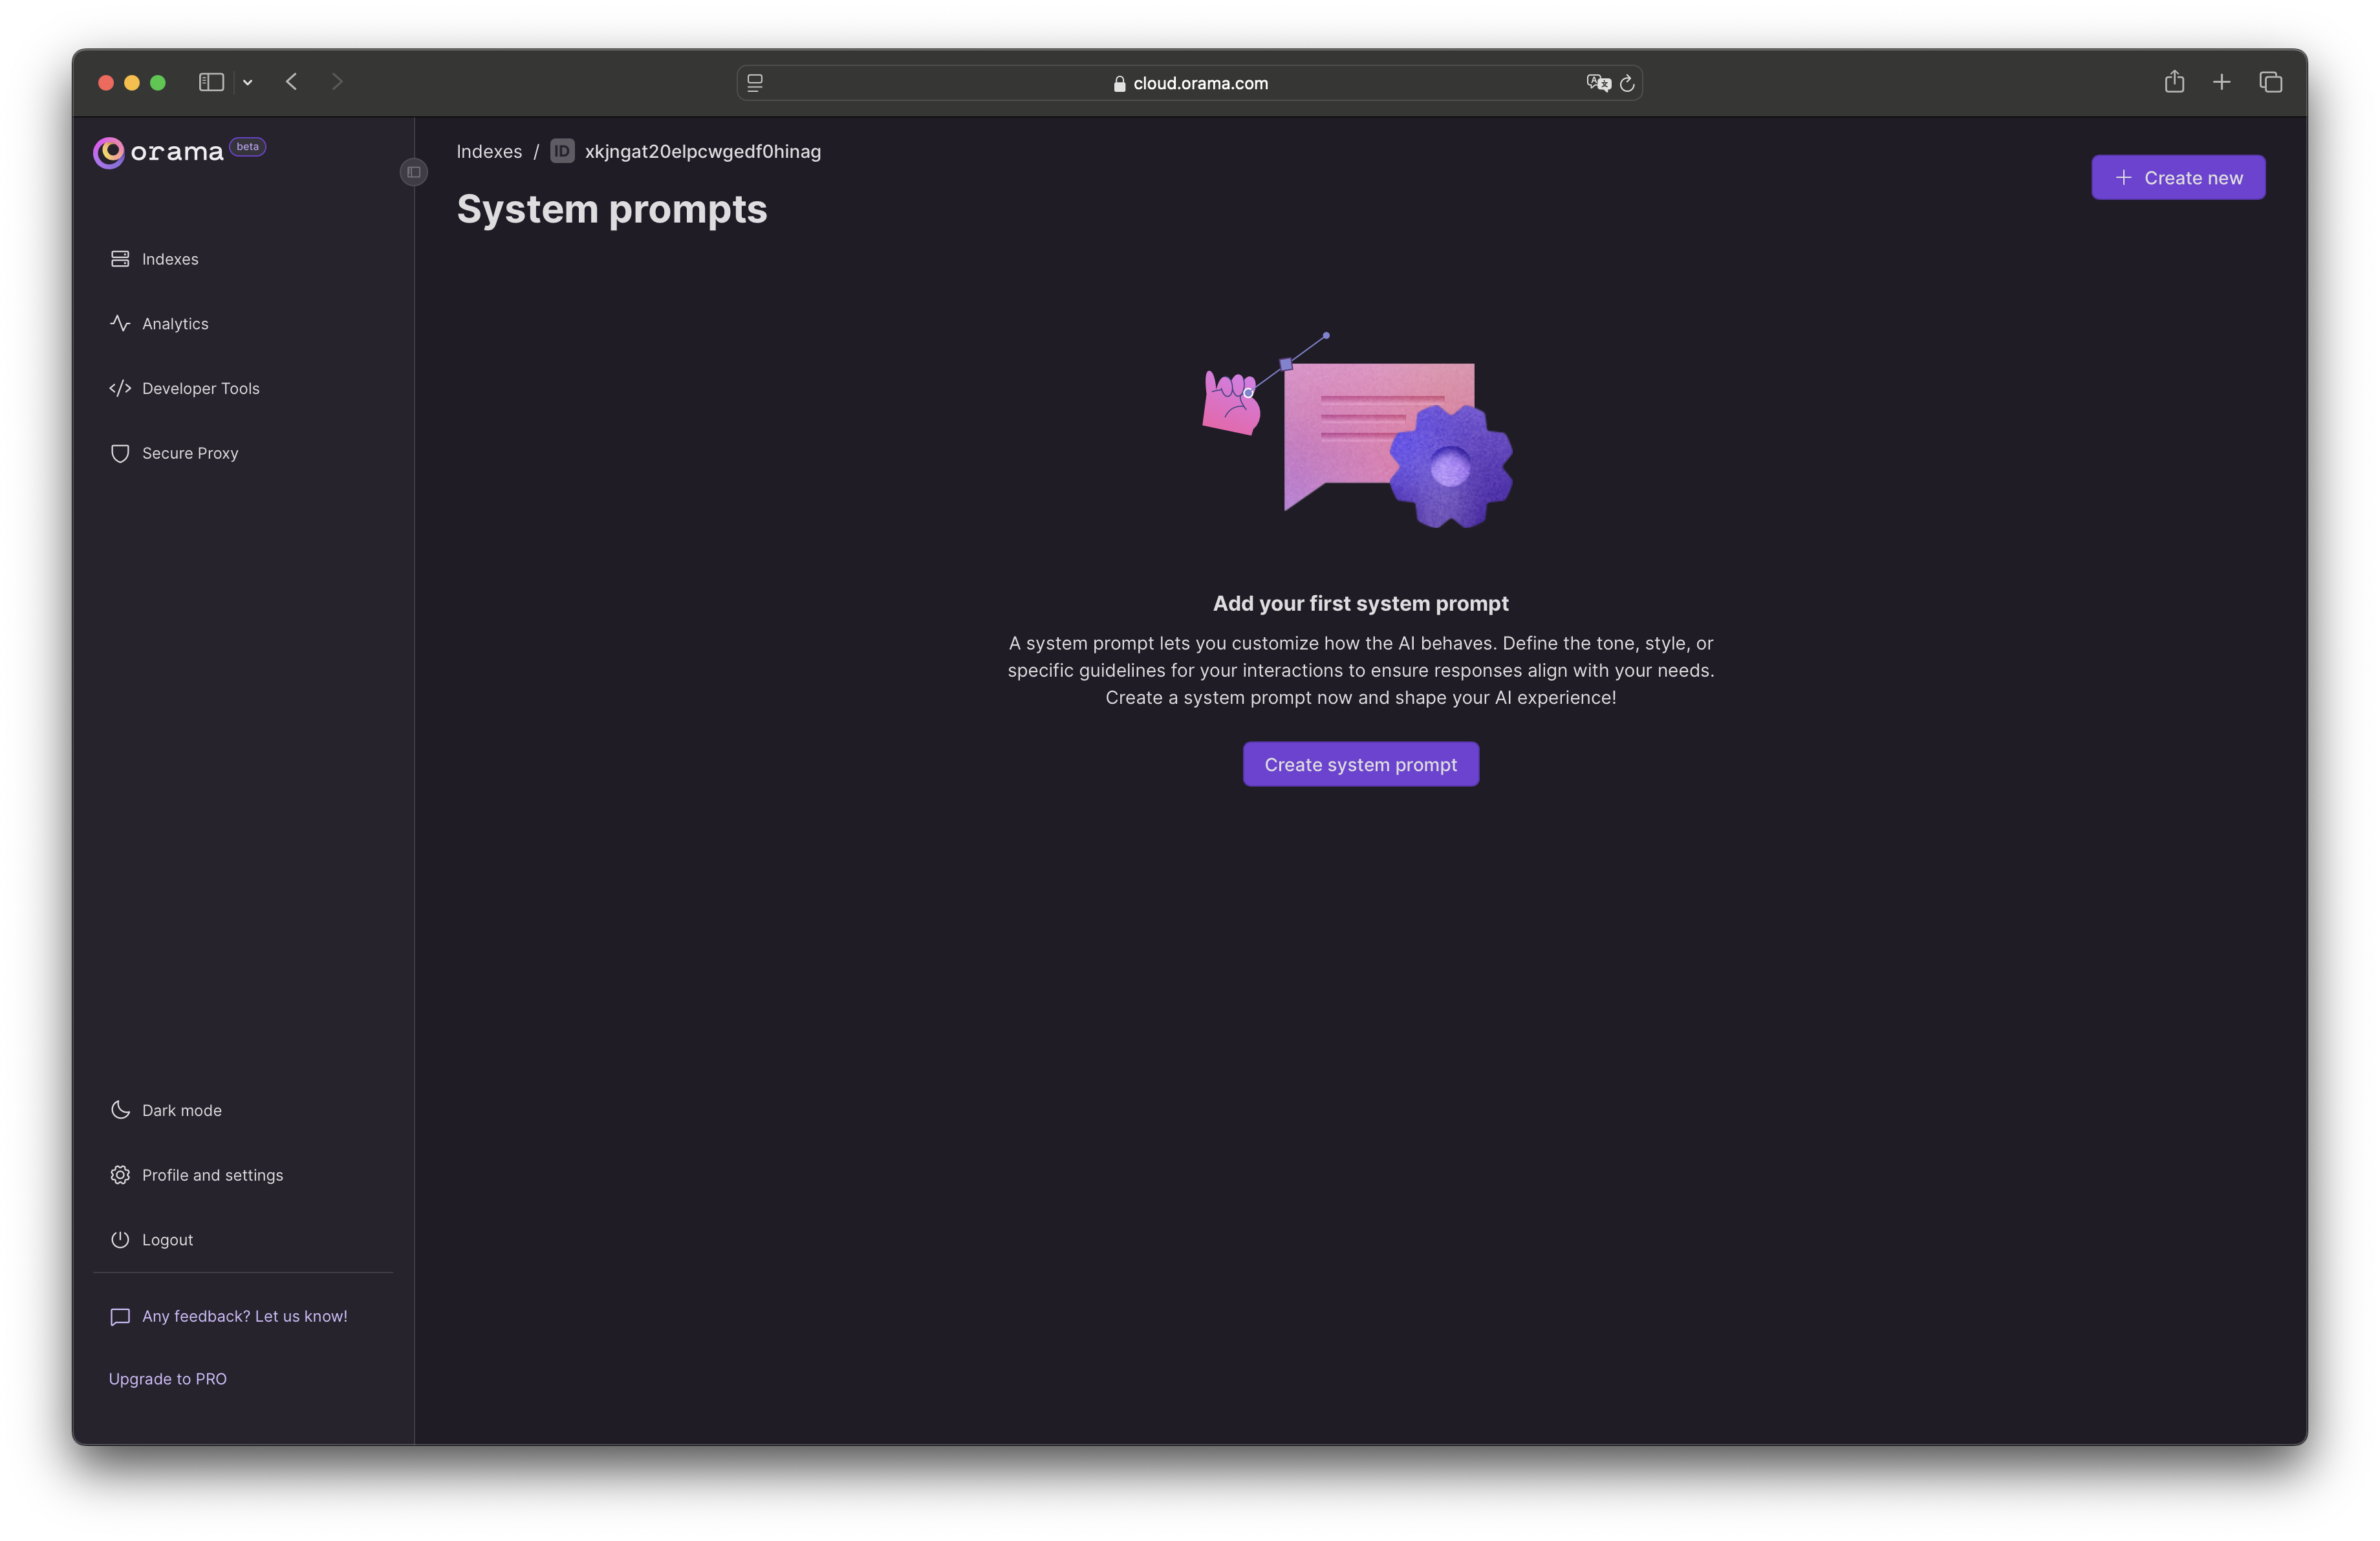 cloud.orama.com
orama beta
Indexes
Analytics
Developer Tools
Secure Proxy
Dark mode
Profile and settings
Logout
Any feedback? Let us know!
Upgrade to PRO
Indexes / ID xkjngat20elpcwgedf0hinag
System prompts
+ Create new
Add your first system prompt
A system prompt lets you customize how the AI behaves. Define the tone, style, or
specific guidelines for your interactions to ensure responses align with your needs.
Create a system prompt now and shape your AI experience!
Create system prompt